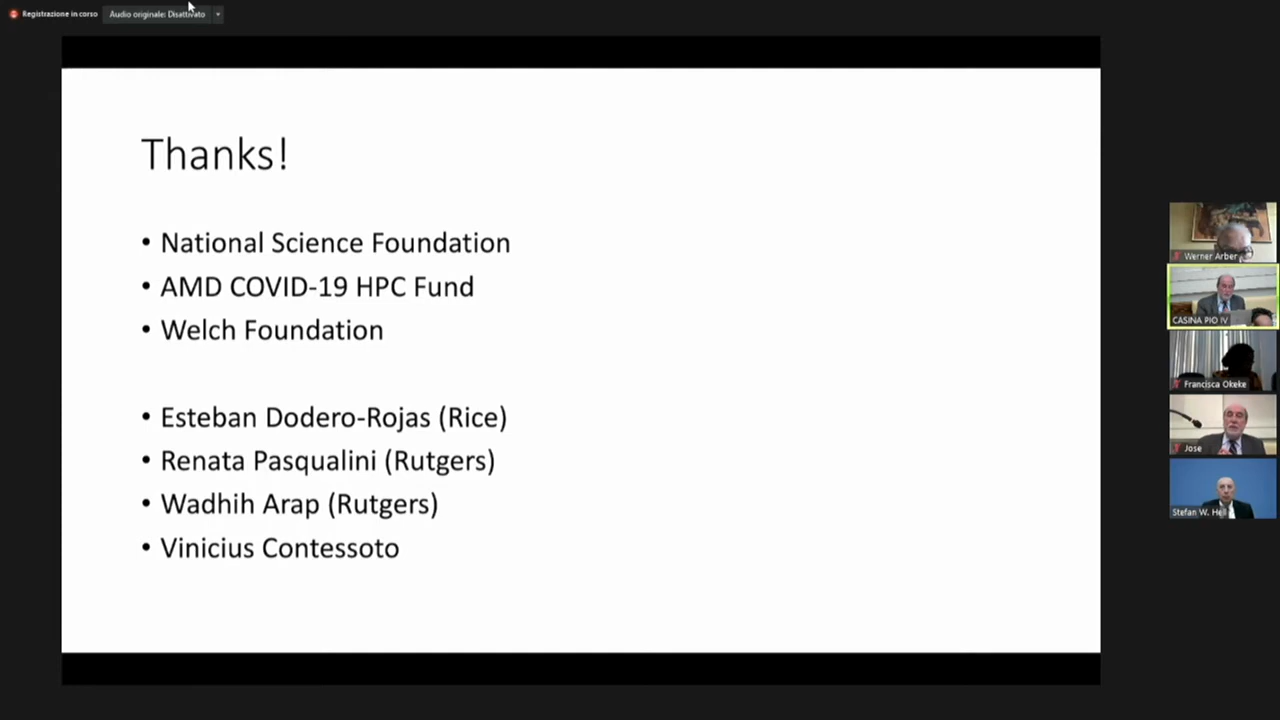 Registrazione in corso
Audio originale: Disattivato
Thanks!
• National Science Foundation
• AMD COVID-19 HPC Fund
• Welch Foundation
• Esteban Dodero-Rojas (Rice)
• Renata Pasqualini (Rutgers)
• Wadhih Arap (Rutgers)
• Vinicius Contessoto
Werner Arber
CASINA PIO IV
Francisca Okeke
Jose
Stefan W. Hell